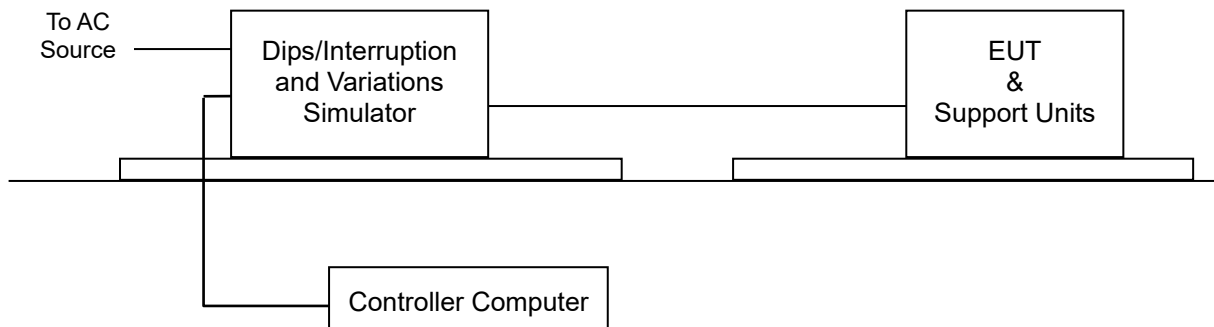 To AC
Source
Dips/Interruption
and Variations
Simulator
EUT
&
Support Units
Controller Computer